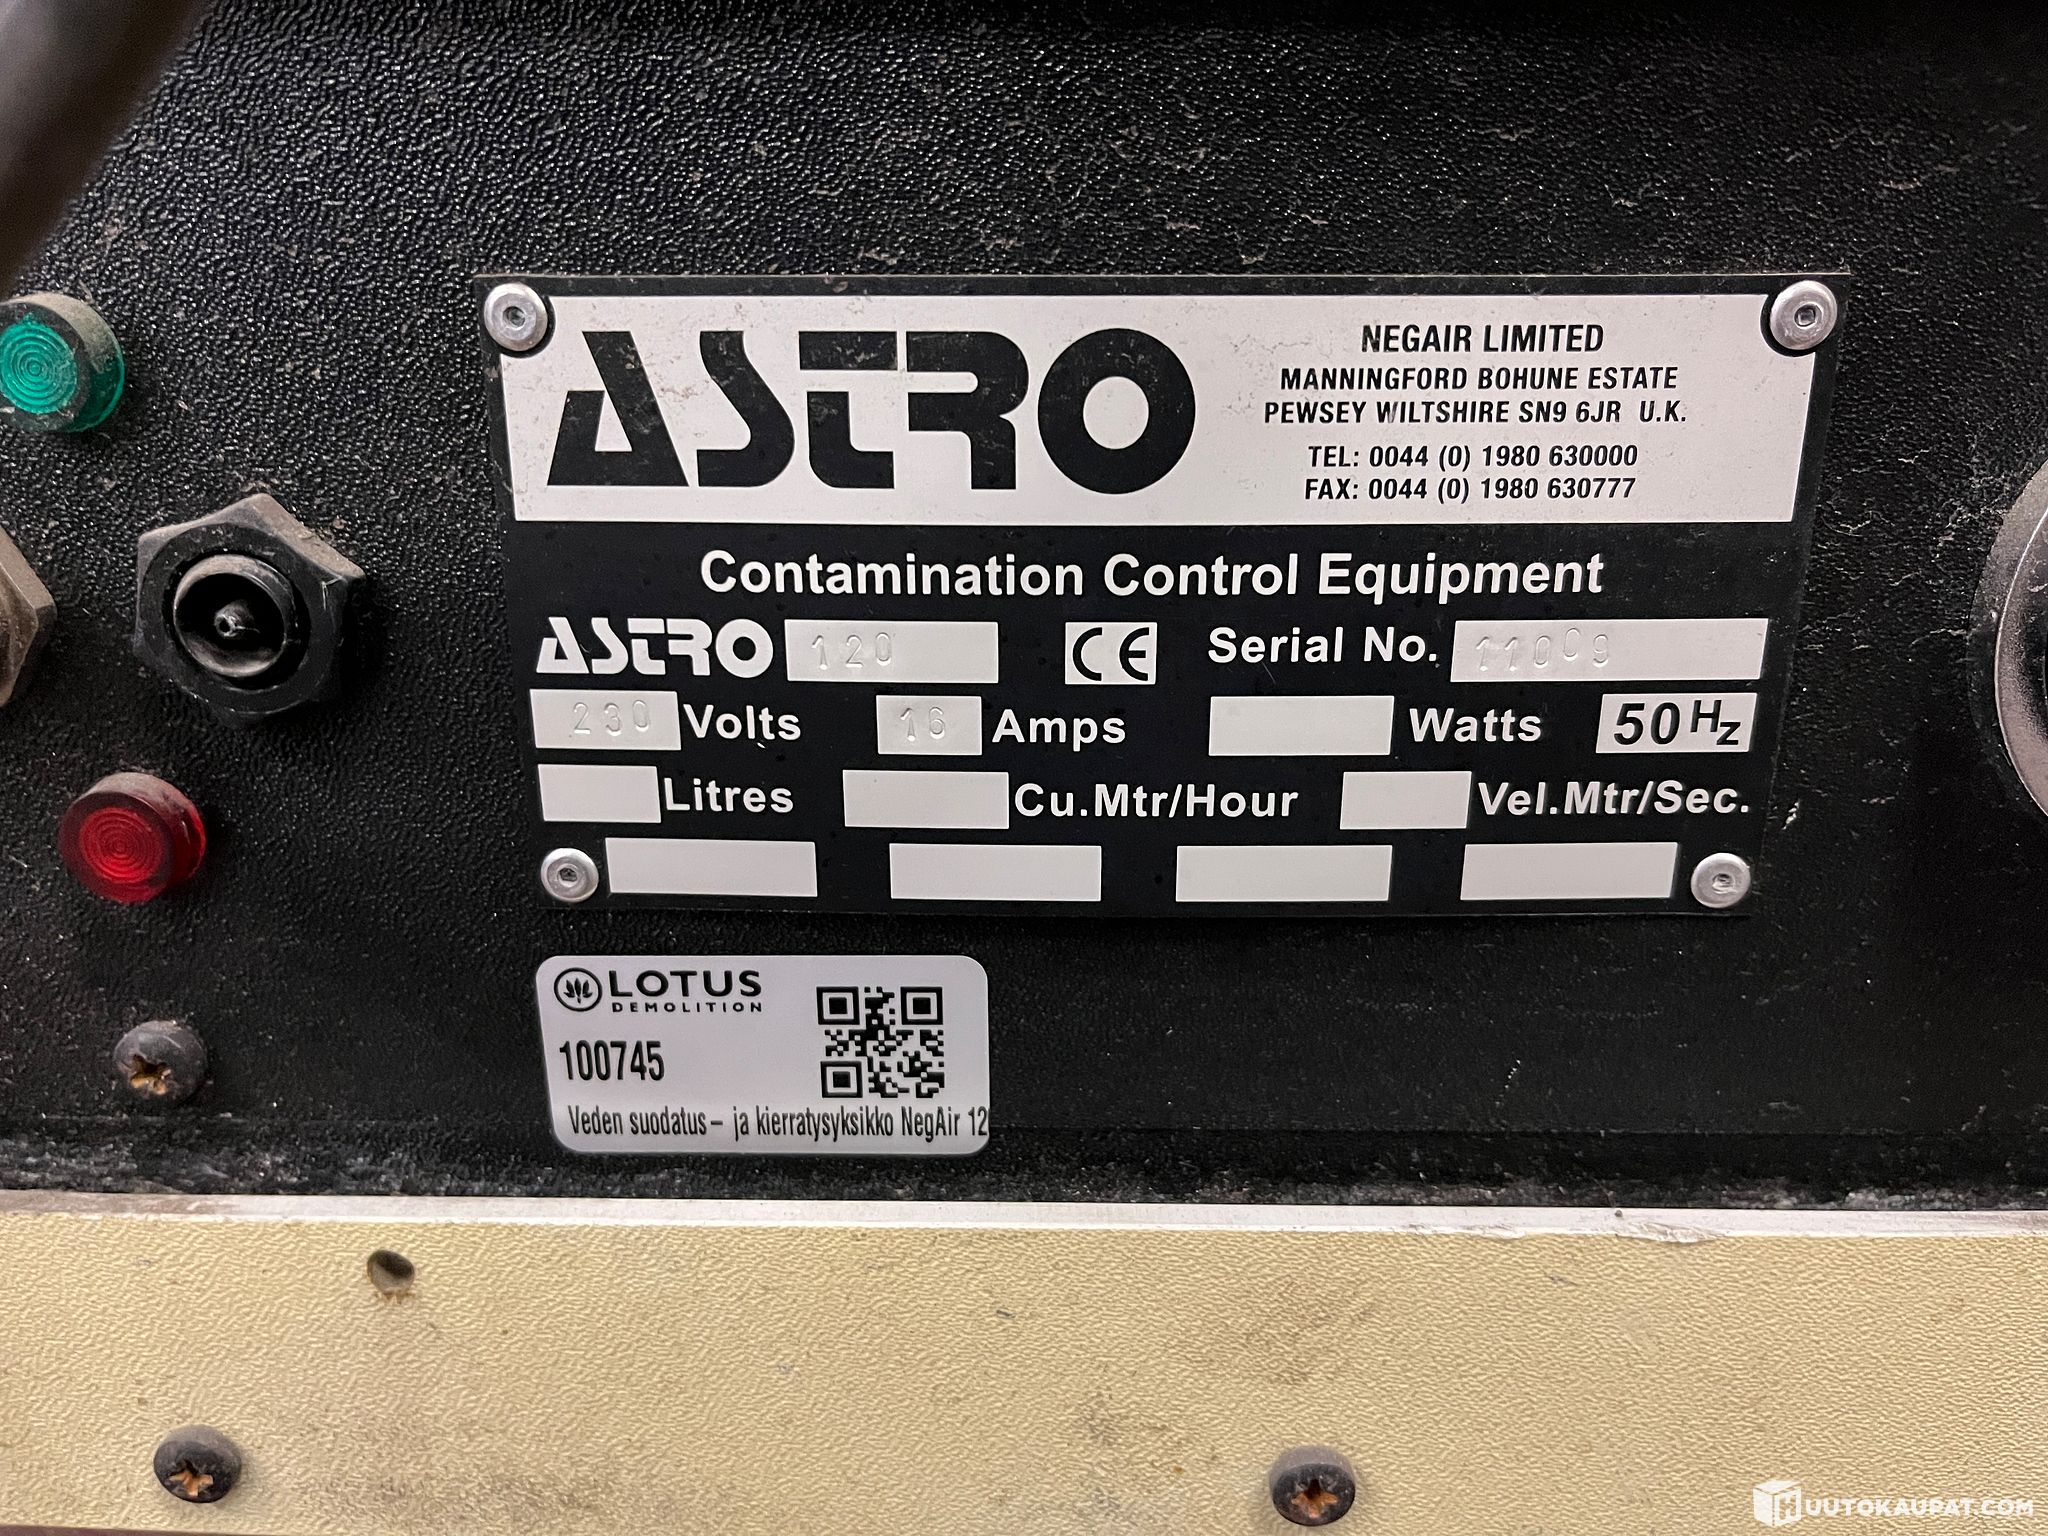 ASTRO
NEGAIR LIMITED
MANNINGFORD BOHUNE ESTATE
PEWSEY WILTSHIRE SN9 6JR U.K.
TEL: 0044 (0) 1980 630000
FAX: 0044 (0) 1980 630777
Contamination Control Equipment
ASTRO 120 CE Serial No. 110C9
230 Volts 16 Amps Watts 50Hz
Litres Cu.Mtr/Hour Vel.Mtr/Sec.
LOTUS
DEMOLITION
100745
Veden suodatus- ja kierratysyksikko NegAir 12
HUUTOKAUPAT.COM